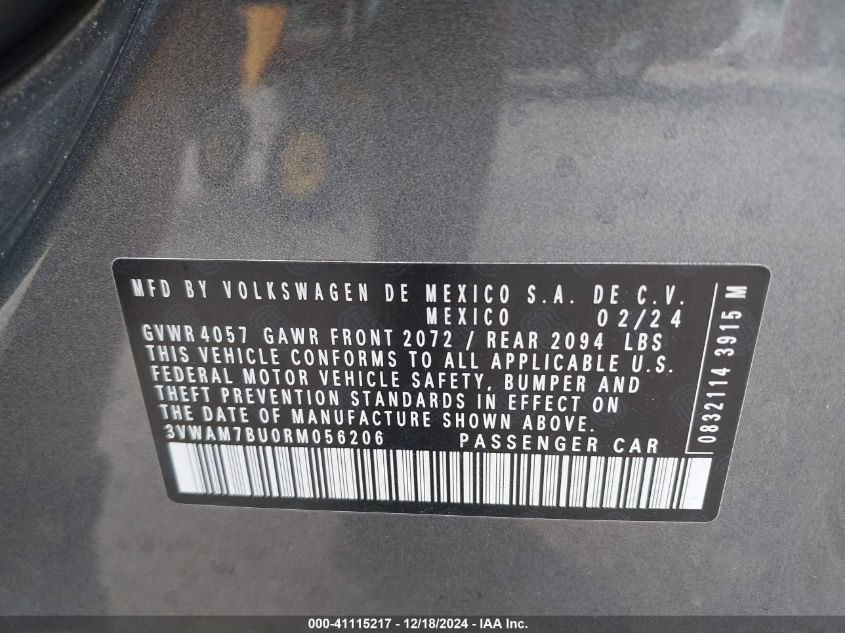 MFD BY VOLKSWAGEN DE MEXICO S.A. DE C.V.
MEXICO 02/24
GVWR 4057 GAWR FRONT 2072 / REAR 2094 LBS
THIS VEHICLE CONFORMS TO ALL APPLICABLE U.S.
FEDERAL MOTOR VEHICLE SAFETY, BUMPER AND
THEFT PREVENTION STANDARDS IN EFFECT ON
THE DATE OF MANUFACTURE SHOWN ABOVE.
3VWAM7BU0RM056206 PASSENGER CAR
0832114 3915 M
000-41115217 - 12/18/2024 - IAA Inc.